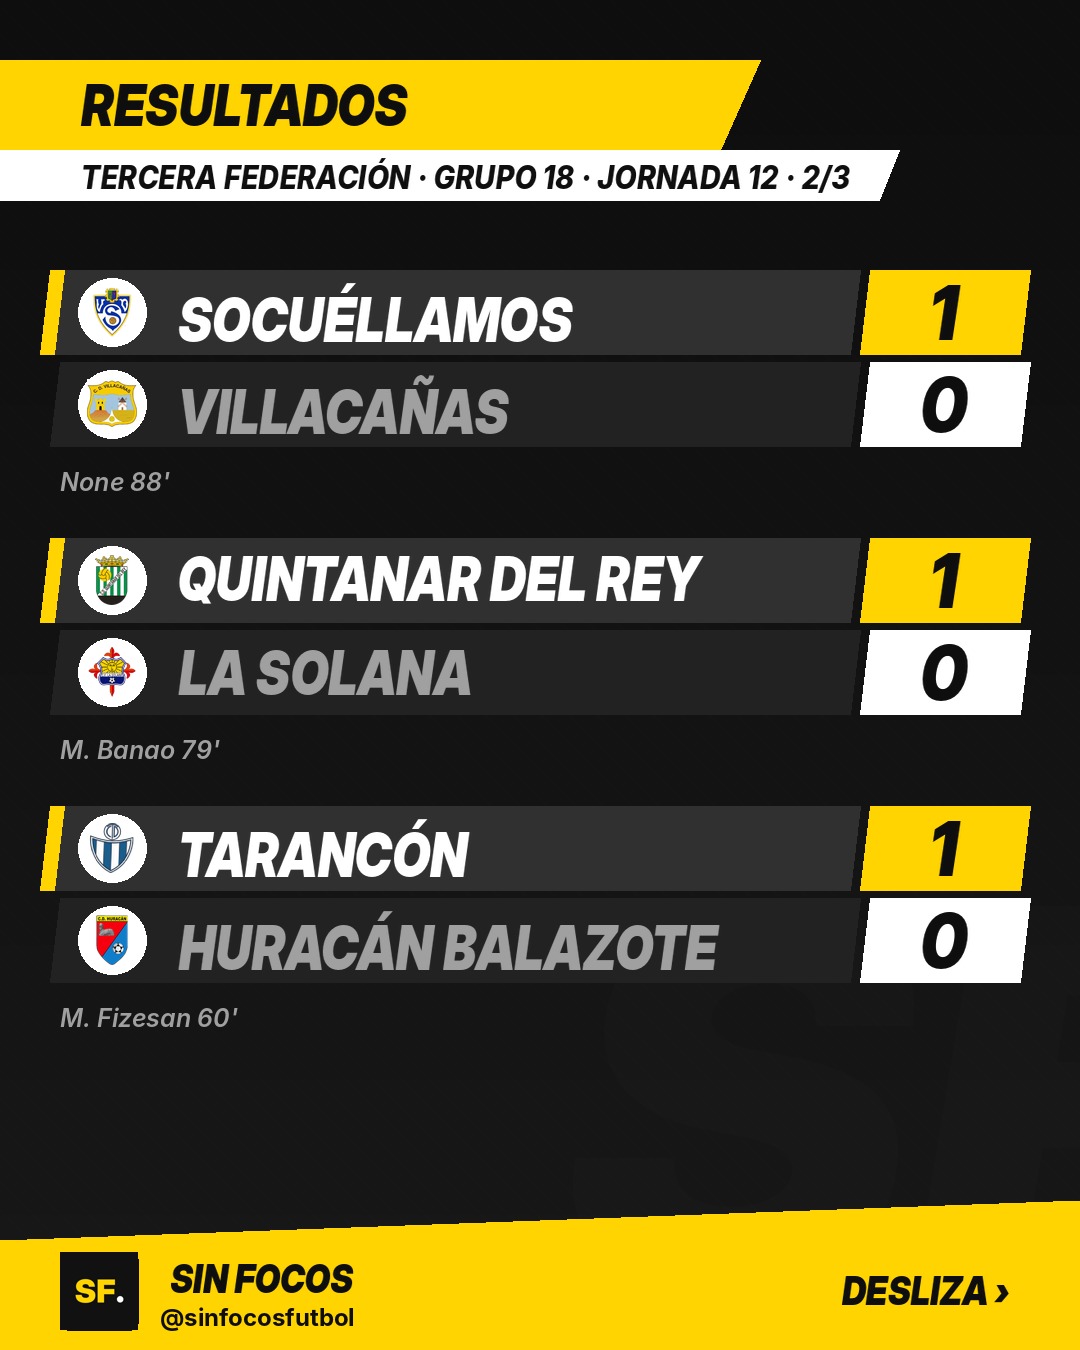 RESULTADOS
TERCERA FEDERACIÓN · GRUPO 18 · JORNADA 12 · 2/3
SOCUÉLLAMOS 1
VILLACAÑAS 0
None 88'
QUINTANAR DEL REY 1
LA SOLANA 0
M. Banao 79'
TARANCÓN 1
C.D. HURACÁN
HURACÁN BALAZOTE 0
M. Fizesan 60'
SF.
SIN FOCOS
@sinfocosfutbol
DESLIZA ›